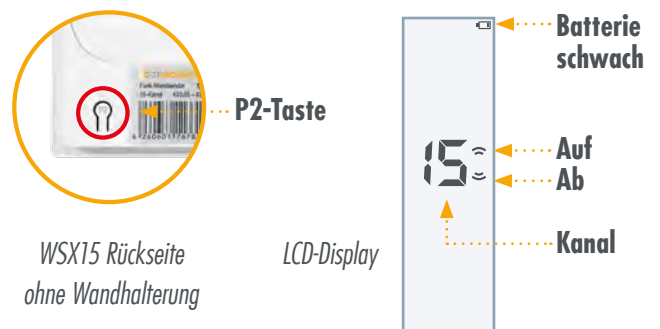 P2-Taste
WSX15 Rückseite
ohne Wandhalterung
Batterie
schwach
15
Auf
Ab
Kanal
LCD-Display